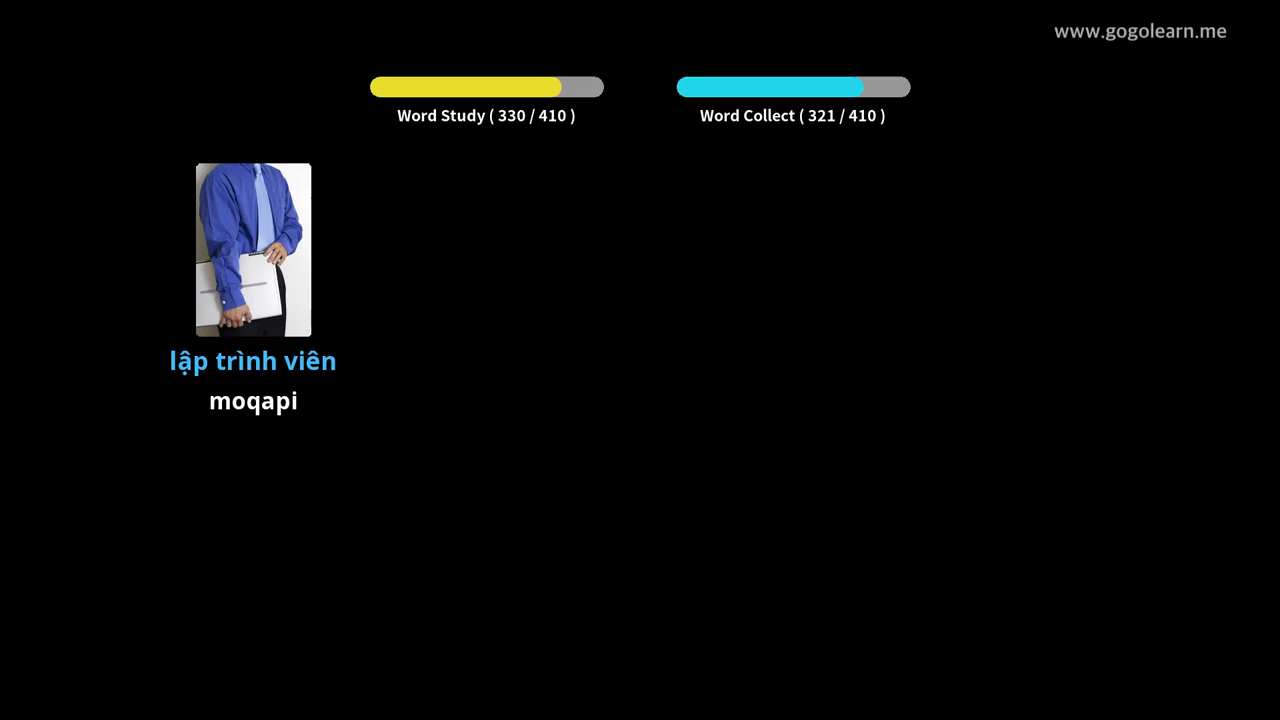 www.gogolearn.me
Word Study ( 330 / 410 )
Word Collect ( 321 / 410 )
lập trình viên
moqapi